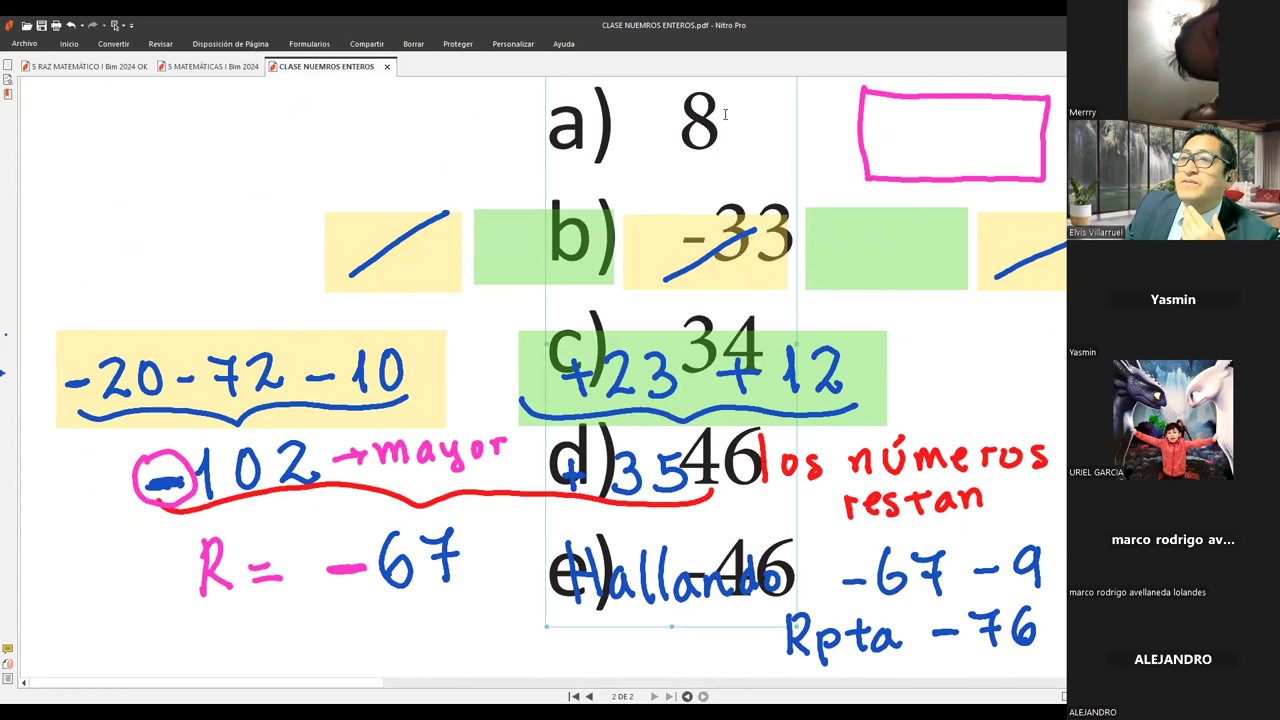 CLASE NUEMROS ENTEROS.pdf - Nitro Pro
Archivo Inicio Convertir Revisar Disposición de Página Formularios Compartir Borrar Proteger Personalizar Ayuda
5 RAZ MATEMÁTICO I Bim 2024 OK 5 MATEMÁTICAS I Bim 2024 CLASE NUEMROS ENTEROS
a) 8
b) -33
c) 34
-20 -72 -10 +23 +12
d) 46
-102 → mayor +35 los números
restan
e) -46
R = -67 Hallando -67 -9
Rpta -76
2 DE 2
Merrry
Elvis Villarruel
Yasmin
Yasmin
URIEL GARCIA
marco rodrigo av...
marco rodrigo avellaneda lolandes
ALEJANDRO
ALEJANDRO